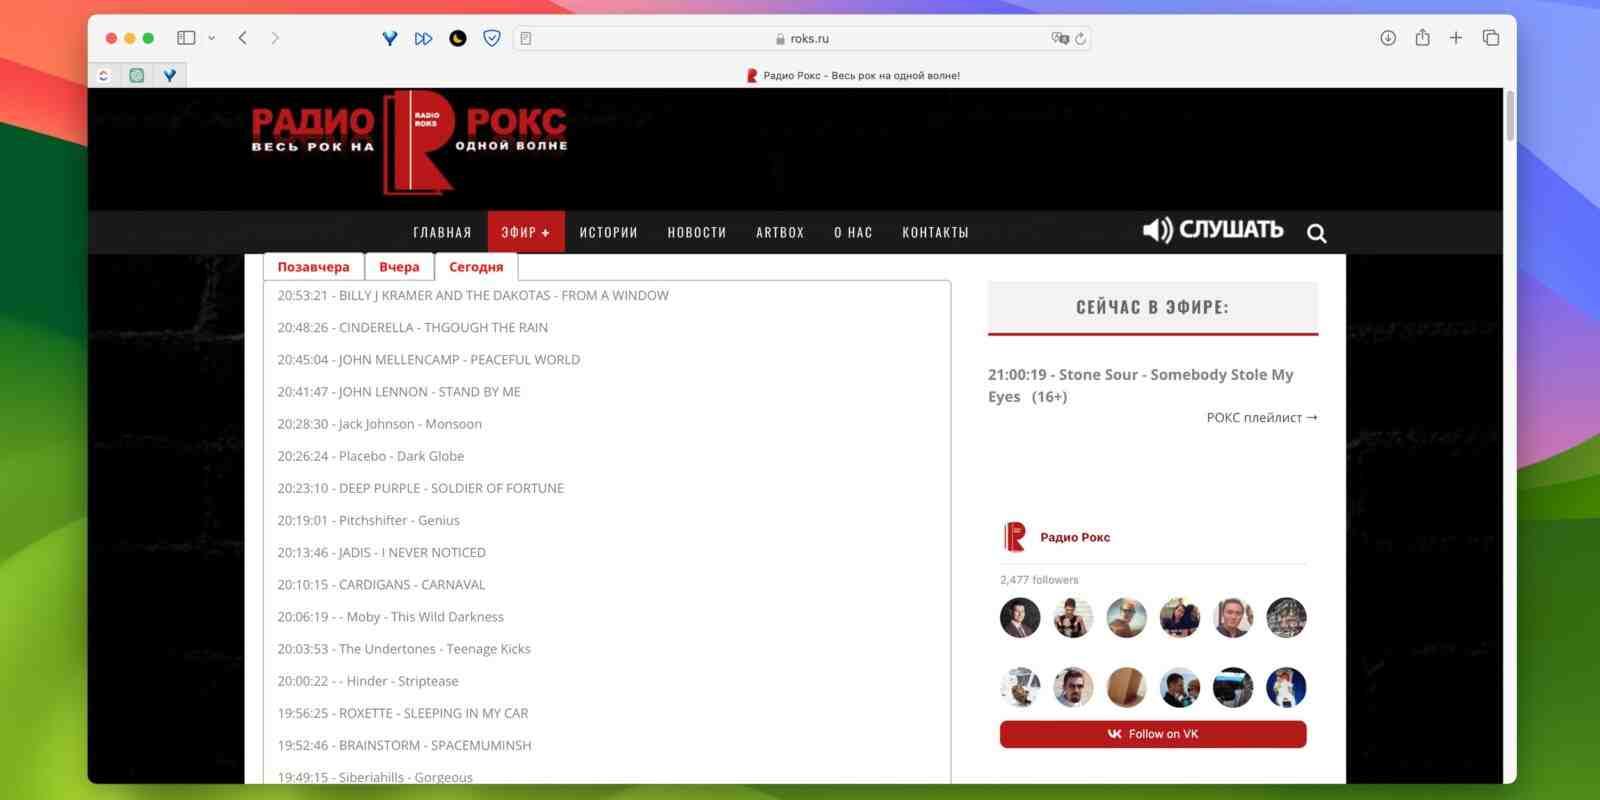 roks.ru
Радио Рокс - Весь рок на одной волне!
РАДИО
RADIO
ROKS
РОКС
ВЕСЬ РОК НА
ОДНОЙ ВОЛНЕ
ГЛАВНАЯ
ЭФИР +
ИСТОРИИ
НОВОСТИ
ARTBOX
О НАС
КОНТАКТЫ
СЛУШАТЬ
Позавчера
Вчера
Сегодня
20:53:21 - BILLY J KRAMER AND THE DAKOTAS - FROM A WINDOW
20:48:26 - CINDERELLA - THGOUGH THE RAIN
20:45:04 - JOHN MELLENCAMP - PEACEFUL WORLD
20:41:47 - JOHN LENNON - STAND BY ME
20:28:30 - Jack Johnson - Monsoon
20:26:24 - Placebo - Dark Globe
20:23:10 - DEEP PURPLE - SOLDIER OF FORTUNE
20:19:01 - Pitchshifter - Genius
20:13:46 - JADIS - I NEVER NOTICED
20:10:15 - CARDIGANS - CARNAVAL
20:06:19 - - Moby - This Wild Darkness
20:03:53 - The Undertones - Teenage Kicks
20:00:22 - - Hinder - Striptease
19:56:25 - ROXETTE - SLEEPING IN MY CAR
19:52:46 - BRAINSTORM - SPACEMUMINSH
19:49:15 - Siberiahills - Gorgeous
СЕЙЧАС В ЭФИРЕ:
21:00:19 - Stone Sour - Somebody Stole My
Eyes (16+)
РОКС плейлист →
Радио Рокс
2,477 followers
Follow on VK